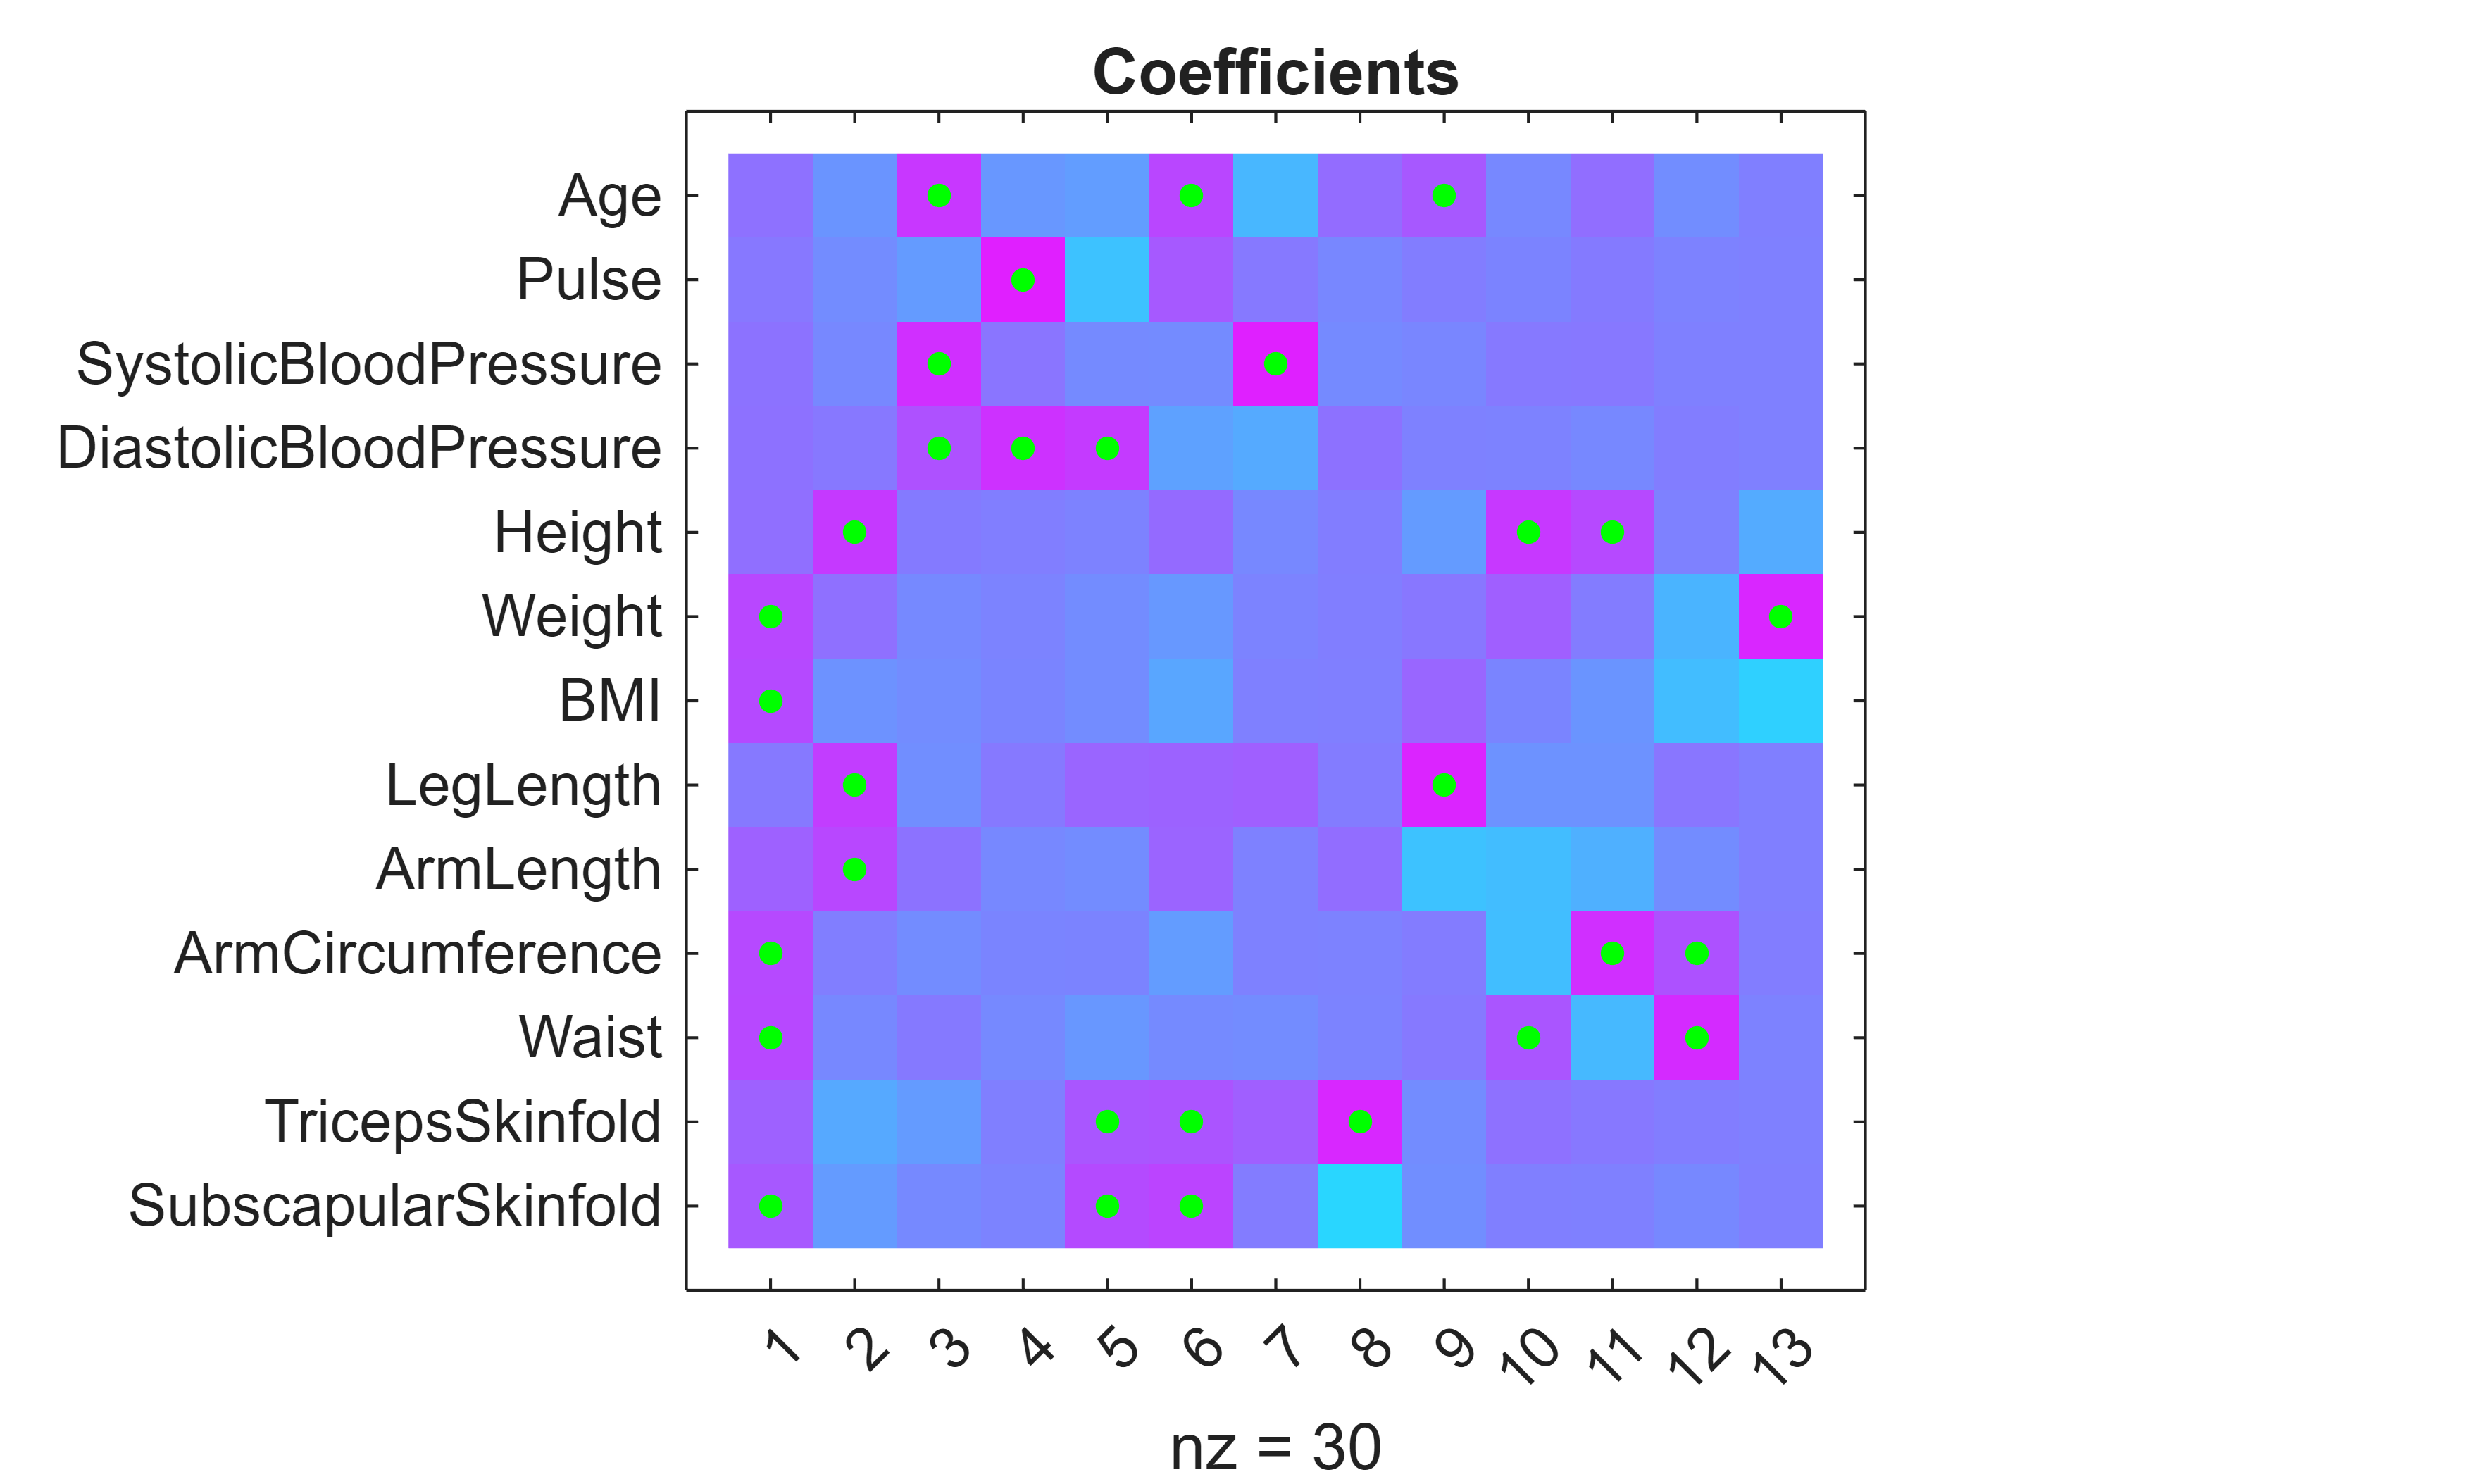 Coefficients
Age
Pulse
SystolicBloodPressure
DiastolicBloodPressure
Height
Weight
BMI
LegLength
ArmLength
ArmCircumference
Waist
TricepsSkinfold
SubscapularSkinfold
1 2 3 4 5 6 7 8 9 10 11 12 13
nz = 30